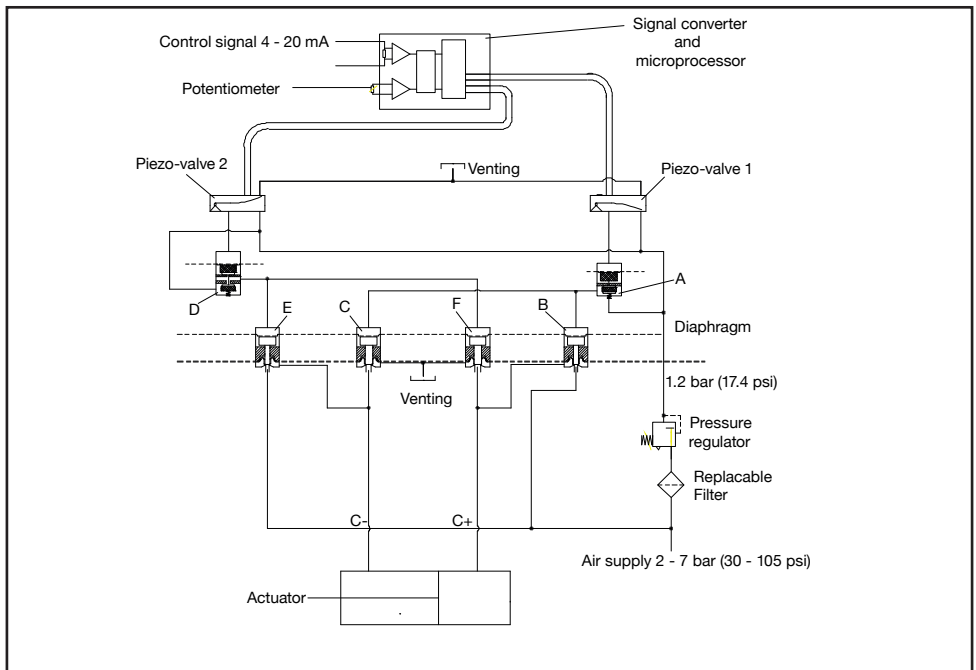 Control signal 4 - 20 mA
Signal converter
and
microprocessor
Potentiometer
Piezo-valve 2
Venting
Piezo-valve 1
A
D
E
C
F
B
Diaphragm
1.2 bar (17.4 psi)
Venting
Pressure
regulator
Replacable
Filter
C-
C+
Air supply 2 - 7 bar (30 - 105 psi)
Actuator